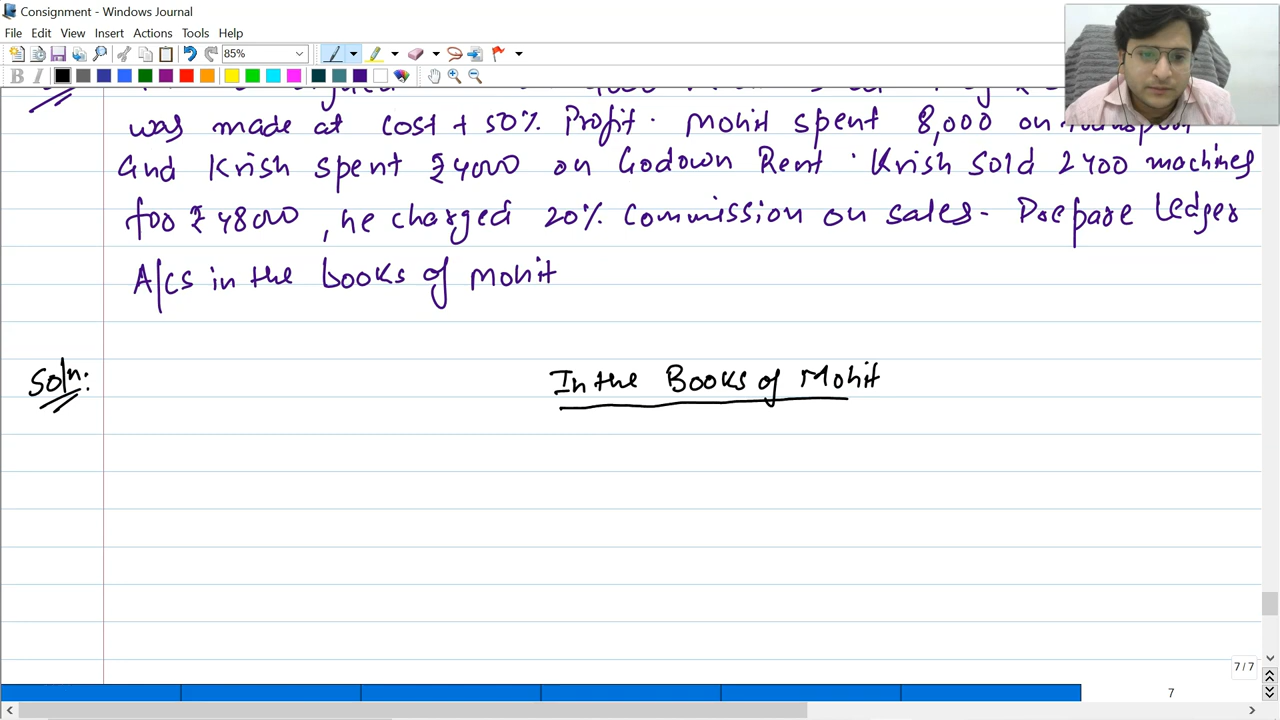 Consignment - Windows Journal
File Edit View Insert Actions Tools Help
85%
B I
was made at cost + 50% Profit. Mohit spent 8,000 on
and Krish spent ₹4000 on Godown Rent. Krish sold 2400 machines
for ₹48000, he charged 20% Commission on sales. Prepare Ledger
A/cs in the books of Mohit
Soln:
In the Books of Mohit
7 / 7
7